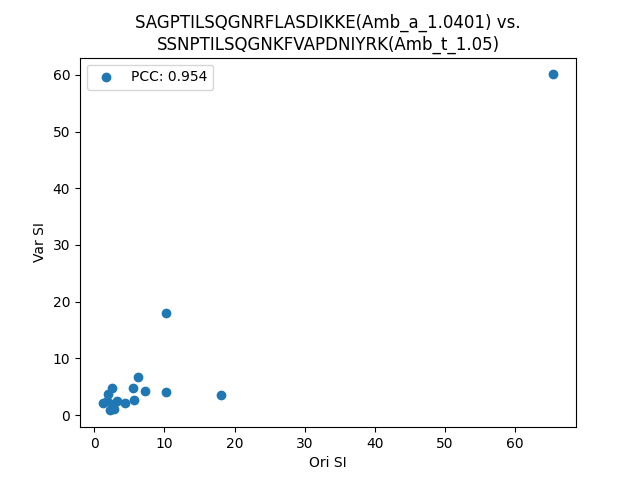 SAGPTILSQGNRFLASDIKKE(Amb_a_1.0401) vs.
SSNPTILSQGNKFVAPDNIYRK(Amb_t_1.05)
PCC: 0.954
60
50
40
30
20
10
0
Var SI
0 10 20 30 40 50 60
Ori SI